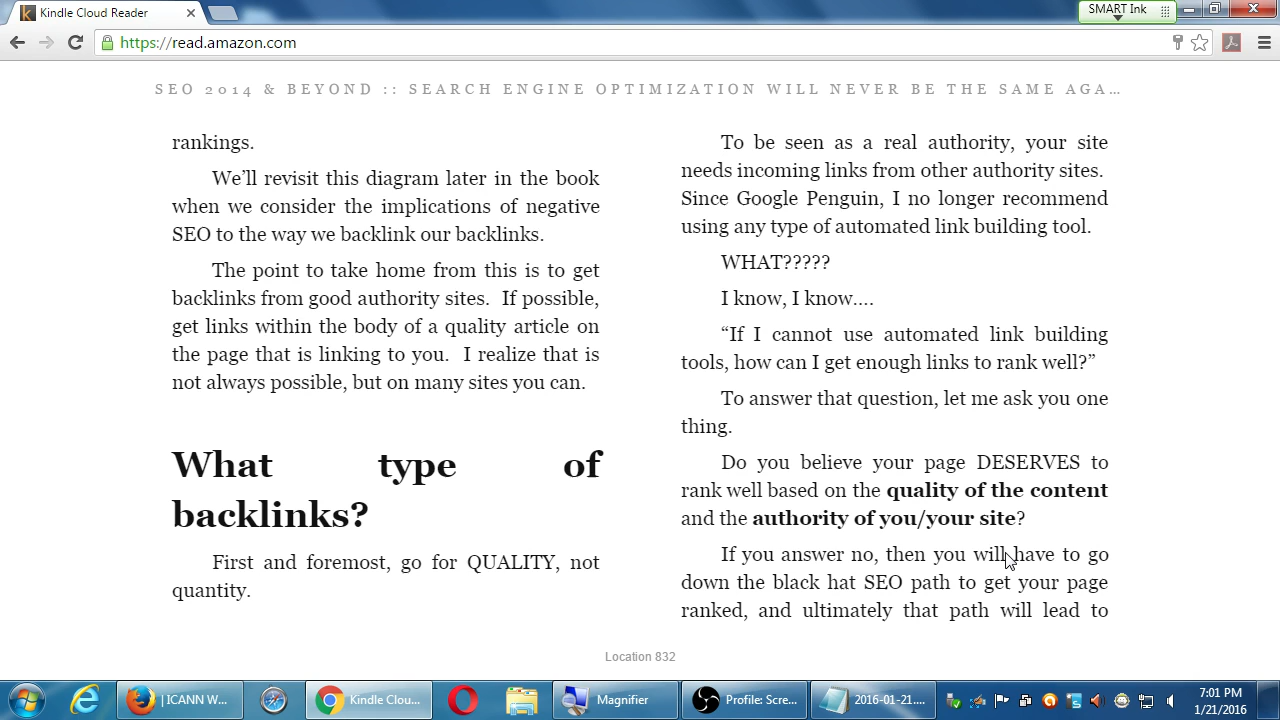 Kindle Cloud Reader
SMART Ink
https://read.amazon.com
SEO 2014 & BEYOND :: SEARCH ENGINE OPTIMIZATION WILL NEVER BE THE SAME AGA…
rankings.
We’ll revisit this diagram later in the book
when we consider the implications of negative
SEO to the way we backlink our backlinks.
The point to take home from this is to get
backlinks from good authority sites. If possible,
get links within the body of a quality article on
the page that is linking to you. I realize that is
not always possible, but on many sites you can.
What type of
backlinks?
First and foremost, go for QUALITY, not
quantity.
To be seen as a real authority, your site
needs incoming links from other authority sites.
Since Google Penguin, I no longer recommend
using any type of automated link building tool.
WHAT?????
I know, I know….
“If I cannot use automated link building
tools, how can I get enough links to rank well?”
To answer that question, let me ask you one
thing.
Do you believe your page DESERVES to
rank well based on the quality of the content
and the authority of you/your site?
If you answer no, then you will have to go
down the black hat SEO path to get your page
ranked, and ultimately that path will lead to
Location 832
| ICANN W...
Kindle Clou...
Magnifier
Profile: Scre...
2016-01-21....
7:01 PM
1/21/2016